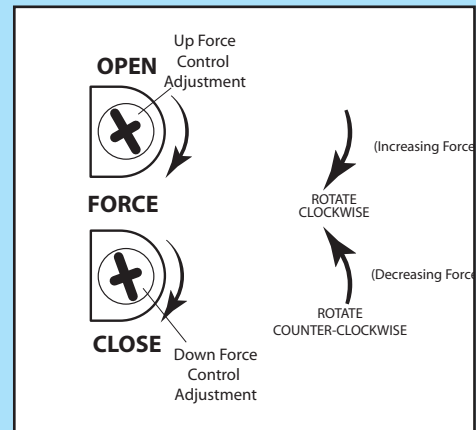 Up Force
Control
Adjustment
OPEN
FORCE
CLOSE
Down Force
Control
Adjustment
(Increasing Force
ROTATE
CLOCKWISE
(Decreasing Force
ROTATE
COUNTER-CLOCKWISE